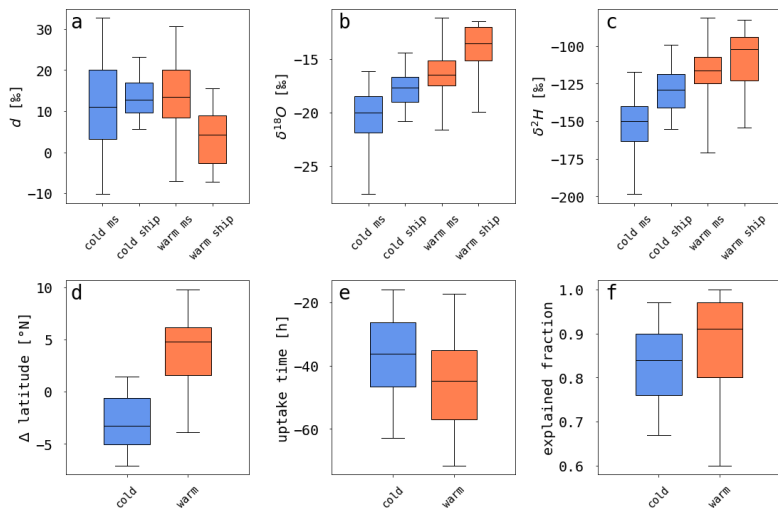 a
d [‰]
30
20
10
0
−10
cold ms
cold ship
warm ms
warm ship
b
δ¹⁸O [‰]
−15
−20
−25
cold ms
cold ship
warm ms
warm ship
c
δ²H [‰]
−100
−125
−150
−175
−200
cold ms
cold ship
warm ms
warm ship
d
Δ latitude [°N]
10
5
0
−5
cold
warm
e
uptake time [h]
−20
−40
−60
cold
warm
f
explained fraction
1.0
0.9
0.8
0.7
0.6
cold
warm